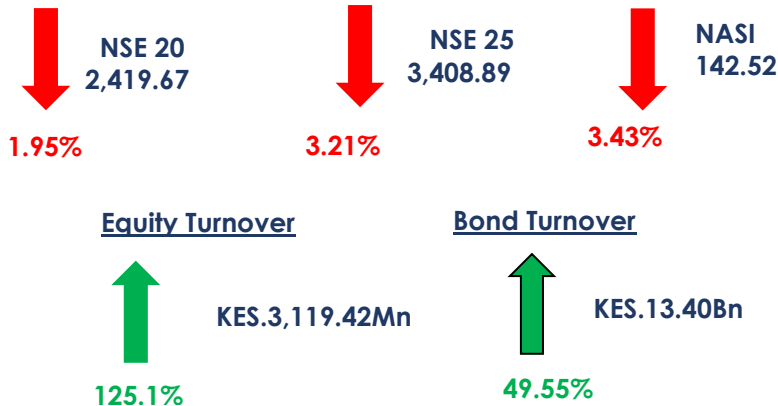 NSE 20
2,419.67
1.95%
NSE 25
3,408.89
3.21%
NASI
142.52
3.43%
Equity Turnover
KES.3,119.42Mn
125.1%
Bond Turnover
KES.13.40Bn
49.55%